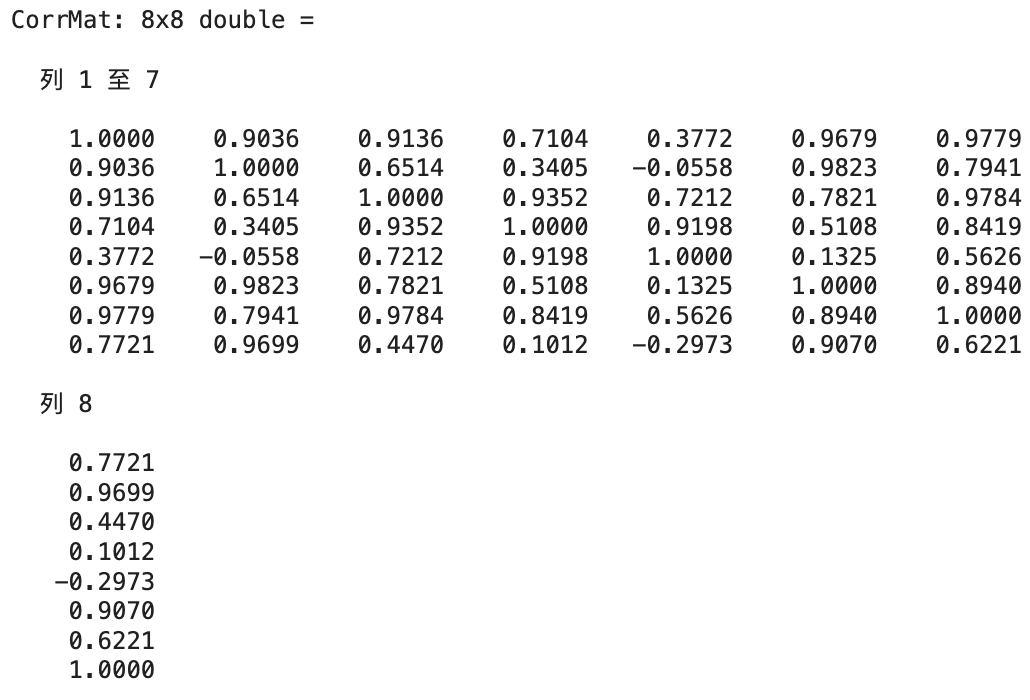 CorrMat: 8x8 double =
列 1 至 7
1.0000 0.9036 0.9136 0.7104 0.3772 0.9679 0.9779
0.9036 1.0000 0.6514 0.3405 −0.0558 0.9823 0.7941
0.9136 0.6514 1.0000 0.9352 0.7212 0.7821 0.9784
0.7104 0.3405 0.9352 1.0000 0.9198 0.5108 0.8419
0.3772 −0.0558 0.7212 0.9198 1.0000 0.1325 0.5626
0.9679 0.9823 0.7821 0.5108 0.1325 1.0000 0.8940
0.9779 0.7941 0.9784 0.8419 0.5626 0.8940 1.0000
0.7721 0.9699 0.4470 0.1012 −0.2973 0.9070 0.6221
列 8
0.7721
0.9699
0.4470
0.1012
−0.2973
0.9070
0.6221
1.0000